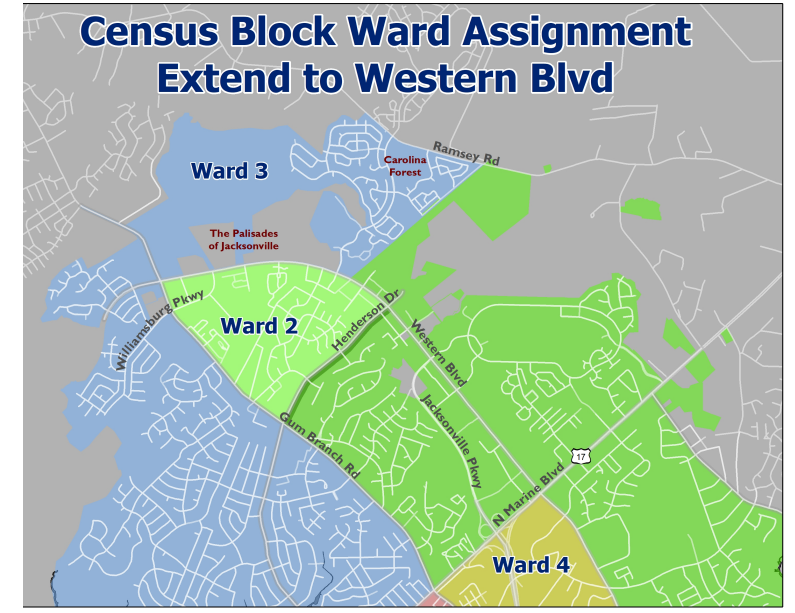 Census Block Ward Assignment
Extend to Western Blvd
Ramsey Rd
Carolina
Forest
Ward 3
The Palisades
of Jacksonville
Williamsburg Pkwy
Ward 2
Henderson Dr
Western Blvd
Jacksonville Pkwy
Gum Branch Rd
17
N Marine Blvd
Ward 4